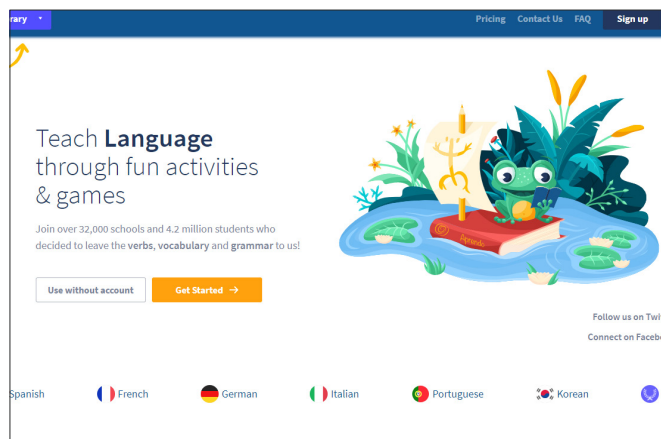 rary
Pricing Contact Us FAQ Sign up
Teach Language
through fun activities
& games
Join over 32,000 schools and 4.2 million students who
decided to leave the verbs, vocabulary and grammar to us!
Use without account Get Started →
Follow us on Twi
Connect on Facebo
Spanish French German Italian Portuguese Korean